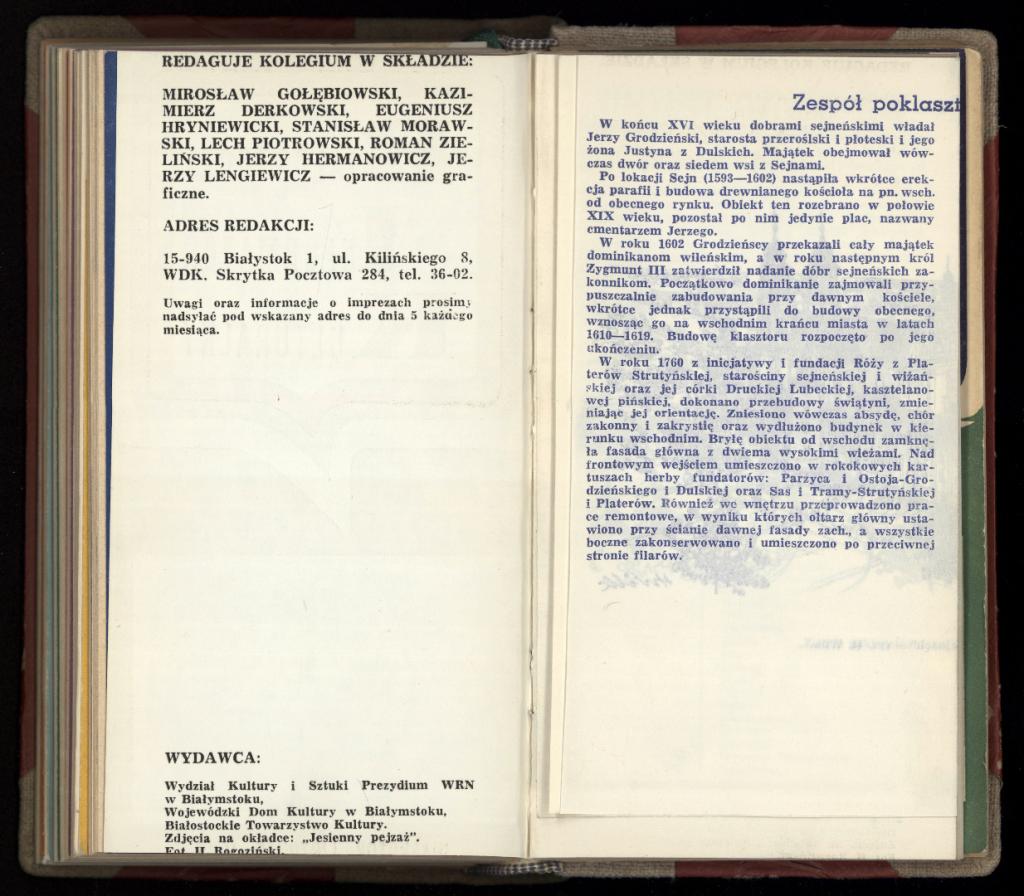 REDAGUJE KOLEGIUM W SKŁADZIE:
MIROSŁAW GOŁĘBIOWSKI, KAZI-
MIERZ DERKOWSKI, EUGENIUSZ
HRYNIEWICKI, STANISŁAW MORAW-
SKI, LECH PIOTROWSKI, ROMAN ZIE-
LIŃSKI, JERZY HERMANOWICZ, JE-
RZY LENGIEWICZ — opracowanie gra-
ficzne.
ADRES REDAKCJI:
15-940 Białystok 1, ul. Kilińskiego 8,
WDK. Skrytka Pocztowa 284, tel. 36-02.
Uwagi oraz informacje o imprezach prosimy
nadsyłać pod wskazany adres do dnia 5 każdego
miesiąca.
WYDAWCA:
Wydział Kultury i Sztuki Prezydium WRN
w Białymstoku,
Wojewódzki Dom Kultury w Białymstoku,
Białostockie Towarzystwo Kultury.
Zdjęcia na okładce: „Jesienny pejzaż”.
Fot. H. Rogoziński.
Zespół poklaszt
W końcu XVI wieku dobrami sejneńskimi władał
Jerzy Grodzieński, starosta przerośIski i płoteski i jego
żona Justyna z Dulskich. Majątek obejmował wów-
czas dwór oraz siedem wsi z Sejnami.
Po lokacji Sejn (1593—1602) nastąpiła wkrótce erek-
cja parafii i budowa drewnianego kościoła na pn. wsch.
od obecnego rynku. Obiekt ten rozebrano w połowie
XIX wieku, pozostał po nim jedynie plac, nazwany
cmentarzem Jerzego.
W roku 1602 Grodzieńscy przekazali cały majątek
dominikanom wileńskim, a w roku następnym król
Zygmunt III zatwierdził nadanie dóbr sejneńskich za-
konnikom. Początkowo dominikanie zajmowali przy-
puszczalnie zabudowania przy dawnym kościele,
wkrótce jednak przystąpili do budowy obecnego,
wznosząc go na wschodnim krańcu miasta w latach
1610—1619. Budowę klasztoru rozpoczęto po jego
ukończeniu.
W roku 1760 z inicjatywy i fundacji Róży z Pla-
terów Strutyńskiej, starościny sejneńskiej i wiżań-
skiej oraz jej córki Druckiej Lubeckiej, kasztelano-
wej pińskiej, dokonano przebudowy świątyni, zmie-
niając jej orientację. Zniesiono wówczas absydę, chór
zakonny i zakrystię oraz wydłużono budynek w kie-
runku wschodnim. Bryłę obiektu od wschodu zamknę-
ła fasada główna z dwiema wysokimi wieżami. Nad
frontowym wejściem umieszczono w rokokowych kar-
tuszach herby fundatorów: Parzyca i Ostoja-Gro-
dzieńskiego i Dulskiej oraz Sas i Tramy-Strutyńskiej
i Platerów. Również we wnętrzu przeprowadzono pra-
ce remontowe, w wyniku których ołtarz główny usta-
wiono przy ścianie dawnej fasady zach., a wszystkie
boczne zakonserwowano i umieszczono po przeciwnej
stronie filarów.